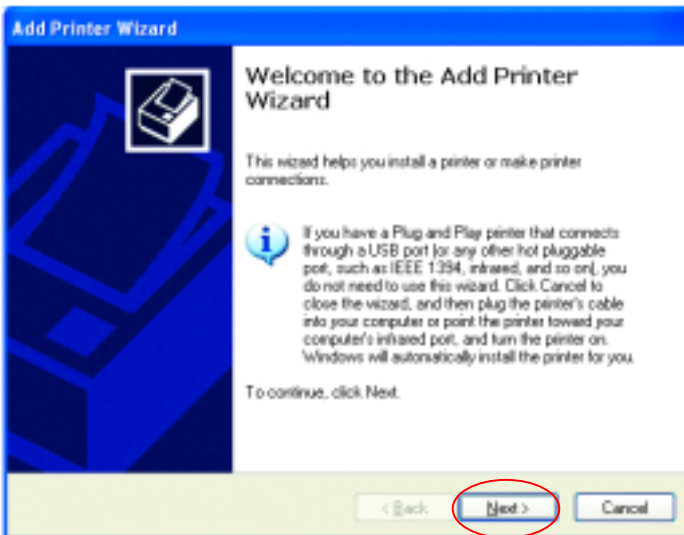 Add Printer Wizard
Welcome to the Add Printer
Wizard
This wizard helps you install a printer or make printer
connections.
If you have a Plug and Play printer that connects
through a USB port (or any other hot pluggable
port, such as IEEE 1394, infrared, and so on), you
do not need to use this wizard. Click Cancel to
close the wizard, and then plug the printer's cable
into your computer or point the printer toward your
computer's infrared port, and turn the printer on.
Windows will automatically install the printer for you.
To continue, click Next.
< Back Next > Cancel